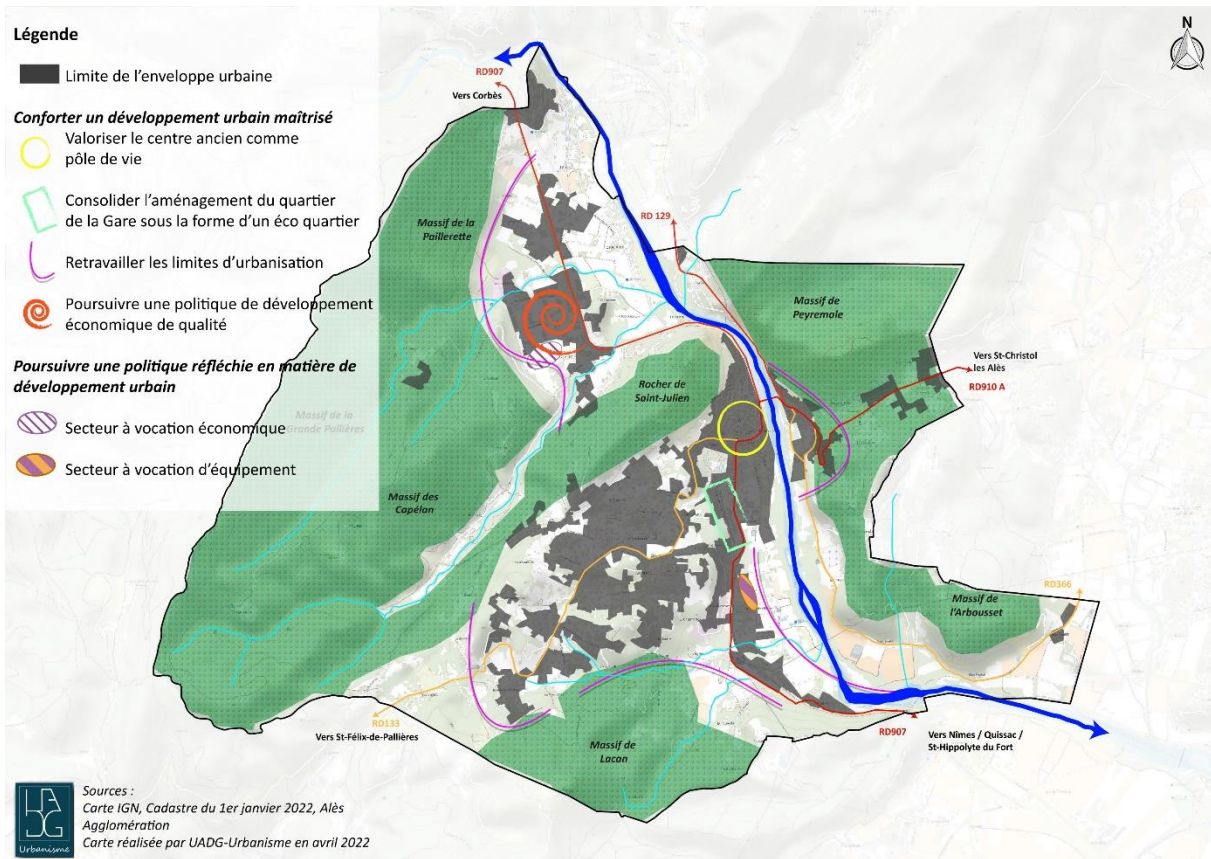 Légende
Limite de l'enveloppe urbaine
Conforter un développement urbain maîtrisé
Valoriser le centre ancien comme
pôle de vie
Consolider l'aménagement du quartier
de la Gare sous la forme d'un éco quartier
Retravailler les limites d'urbanisation
Poursuivre une politique de développement
économique de qualité
Poursuivre une politique réfléchie en matière de
développement urbain
Secteur à vocation économique
Secteur à vocation d'équipement
N
RD907
Vers Corbès
Massif de la
Paillerette
RD 129
Massif de
Peyremale
Vers St-Christol
les Alès
RD910 A
Rocher de
Saint-Julien
Massif de la
Grande Pallières
Massif des
Capélan
RD366
Massif de
l'Arbousset
RD133
Vers St-Félix-de-Pallières
Massif de
Lacan
RD907
Vers Nîmes / Quissac /
St-Hippolyte du Fort
UADG
Urbanisme
Sources :
Carte IGN, Cadastre du 1er janvier 2022, Alès
Agglomération
Carte réalisée par UADG-Urbanisme en avril 2022